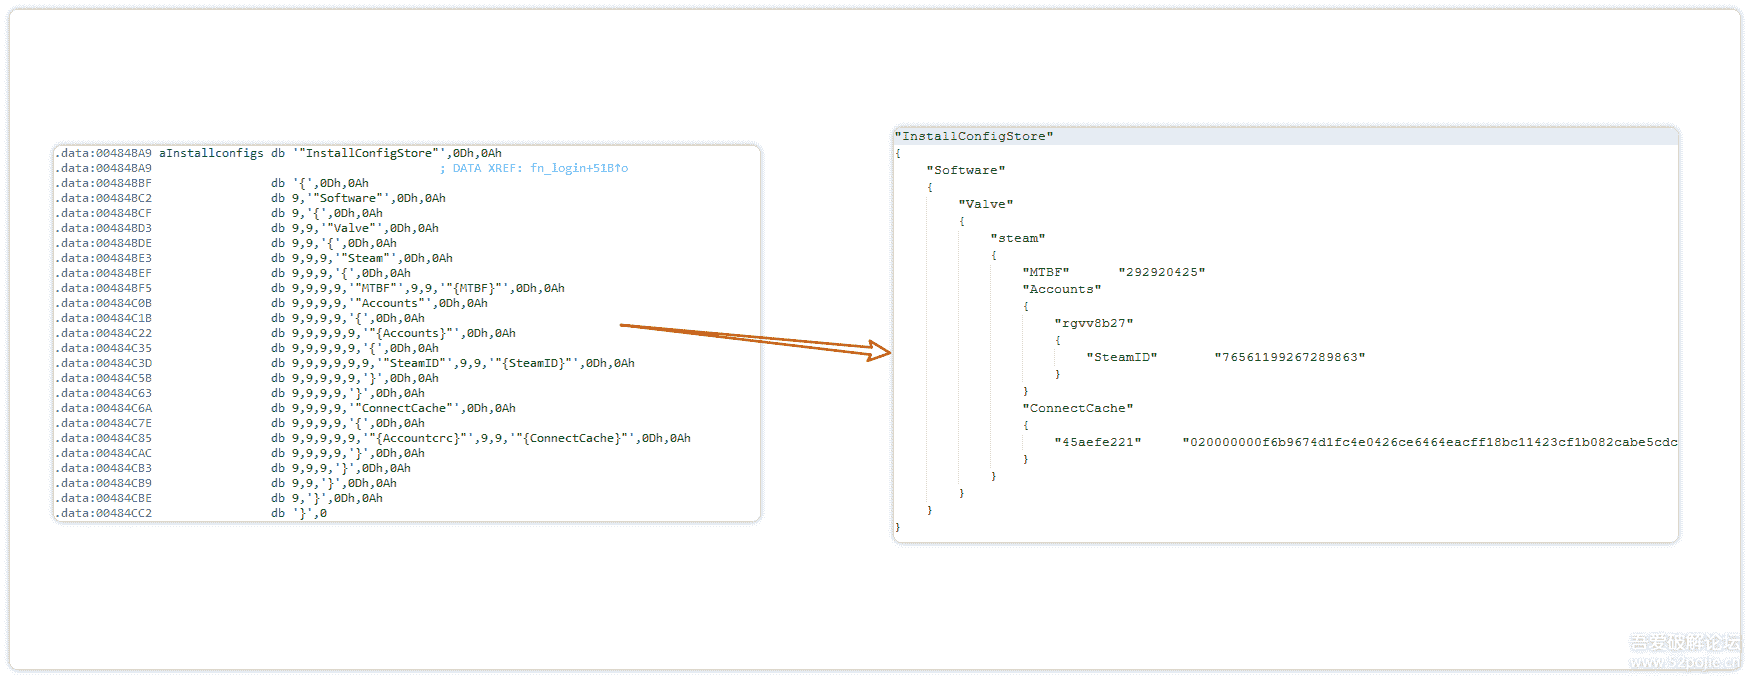 .data:00484BA9 aInstallconfigs db '"InstallConfigStore"',0Dh,0Ah
.data:00484BA9 ; DATA XREF: fn_login+51B↑o
.data:00484BBF db '{',0Dh,0Ah
.data:00484BC2 db 9,'"Software"',0Dh,0Ah
.data:00484BCF db 9,'{',0Dh,0Ah
.data:00484BD3 db 9,9,'"Valve"',0Dh,0Ah
.data:00484BDE db 9,9,'{',0Dh,0Ah
.data:00484BE3 db 9,9,9,'"Steam"',0Dh,0Ah
.data:00484BEF db 9,9,9,'{',0Dh,0Ah
.data:00484BF5 db 9,9,9,9,'"MTBF"',9,9,'"{MTBF}"',0Dh,0Ah
.data:00484C0B db 9,9,9,9,'"Accounts"',0Dh,0Ah
.data:00484C1B db 9,9,9,9,'{',0Dh,0Ah
.data:00484C22 db 9,9,9,9,9,'"{Accounts}"',0Dh,0Ah
.data:00484C35 db 9,9,9,9,9,'{',0Dh,0Ah
.data:00484C3D db 9,9,9,9,9,9,'"SteamID"',9,9,'"{SteamID}"',0Dh,0Ah
.data:00484C5B db 9,9,9,9,9,'}',0Dh,0Ah
.data:00484C63 db 9,9,9,9,'}',0Dh,0Ah
.data:00484C6A db 9,9,9,9,'"ConnectCache"',0Dh,0Ah
.data:00484C7E db 9,9,9,9,'{',0Dh,0Ah
.data:00484C85 db 9,9,9,9,9,'"{Accountcrc}"',9,9,'"{ConnectCache}"',0Dh,0Ah
.data:00484CAC db 9,9,9,9,'}',0Dh,0Ah
.data:00484CB3 db 9,9,9,'}',0Dh,0Ah
.data:00484CB9 db 9,9,'}',0Dh,0Ah
.data:00484CBE db 9,'}',0Dh,0Ah
.data:00484CC2 db '}',0
"InstallConfigStore"
{
"Software"
{
"Valve"
{
"steam"
{
"MTBF" "292920425"
"Accounts"
{
"rgvv8b27"
{
"SteamID" "76561199267289863"
}
}
"ConnectCache"
{
"45aefe221" "020000000f6b9674d1fc4e0426ce6464eacff18bc11423cf1b082cabe5cdc
}
}
}
}
}
吾爱破解论坛
www.52pojie.cn